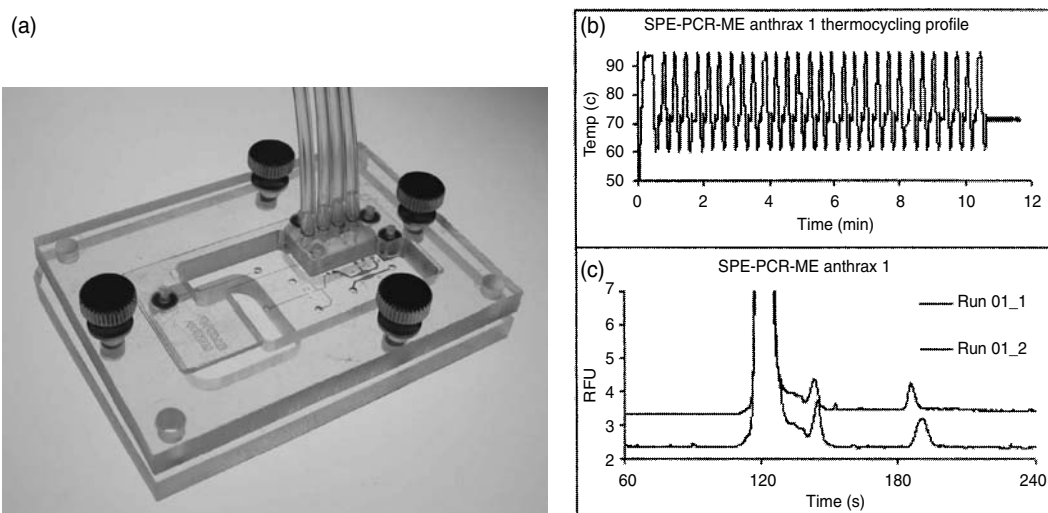 (a)
(b)
SPE-PCR-ME anthrax 1 thermocycling profile
90
80
70
60
50
Temp (c)
0 2 4 6 8 10 12
Time (min)
(c)
SPE-PCR-ME anthrax 1
7
6
5
4
3
2
RFU
Run 01_1
Run 01_2
60 120 180 240
Time (s)